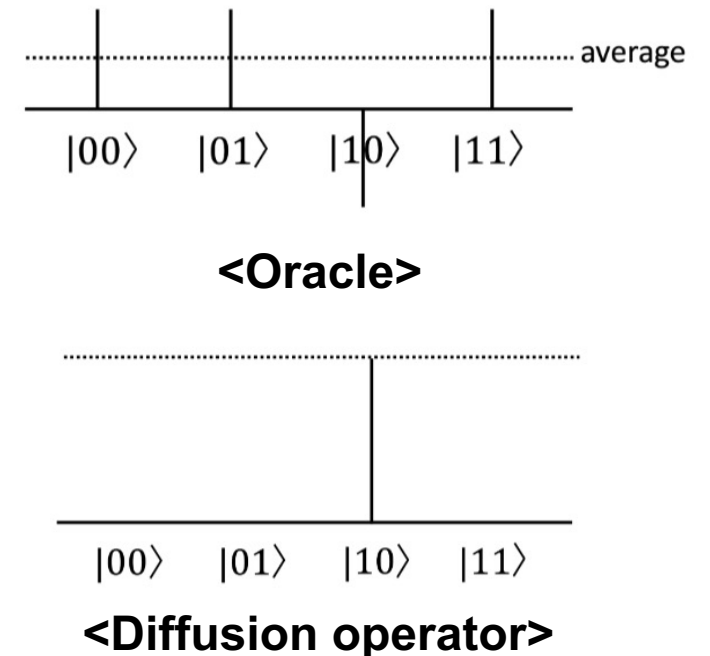 average
|00⟩ |01⟩ |10⟩ |11⟩
<Oracle>
|00⟩ |01⟩ |10⟩ |11⟩
<Diffusion operator>